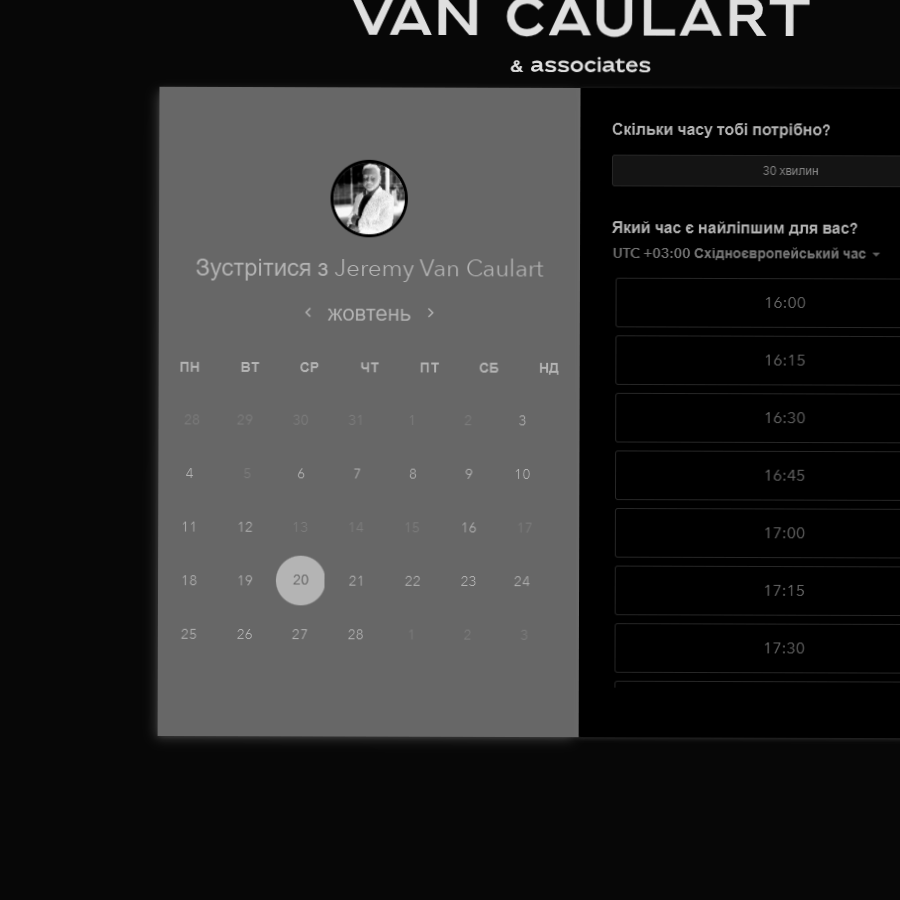 VAN CAULART
& associates
Зустрітися з Jeremy Van Caulart
жовтень
ПН ВТ СР ЧТ ПТ СБ НД
28 29 30 31 1 2 3
4 5 6 7 8 9 10
11 12 13 14 15 16 17
18 19 20 21 22 23 24
25 26 27 28 1 2 3
Скільки часу тобі потрібно?
30 хвилин
Який час є найліпшим для вас?
UTC +03:00 Східноєвропейський час
16:00
16:15
16:30
16:45
17:00
17:15
17:30